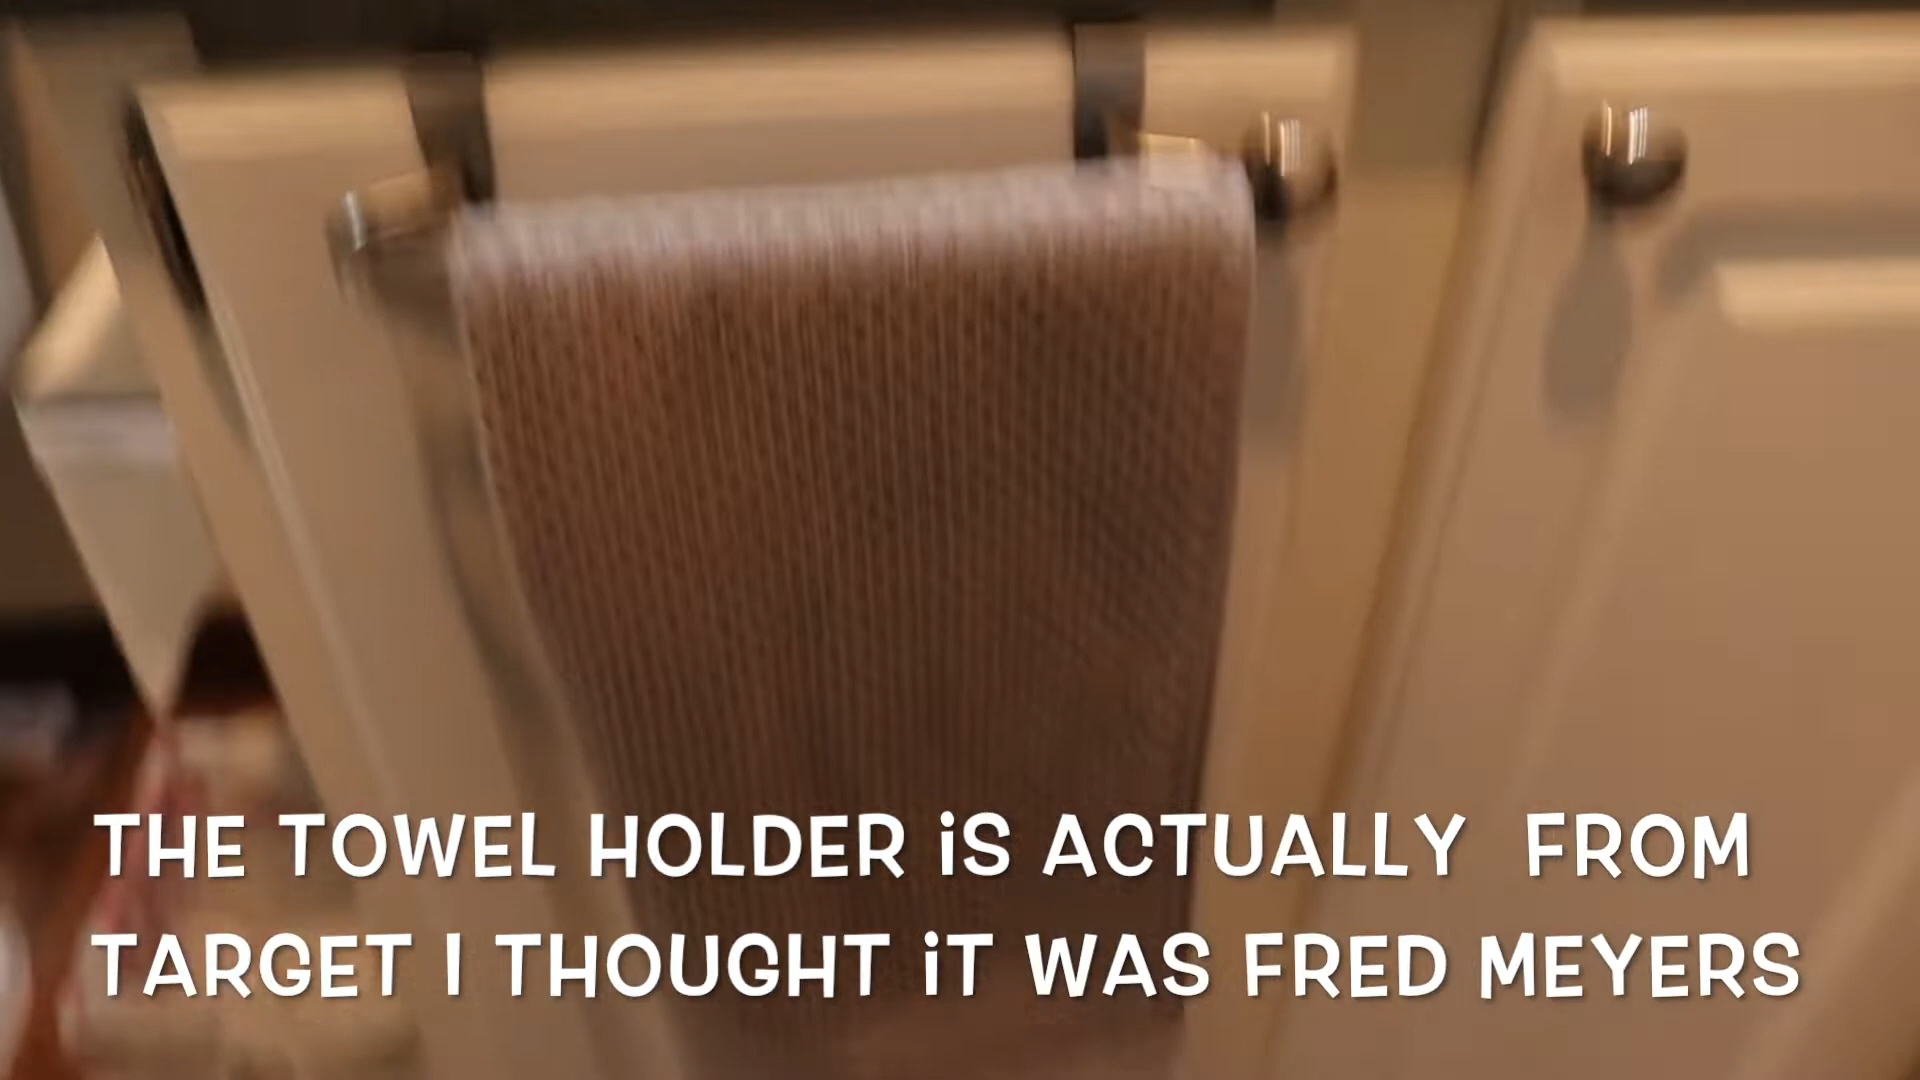 THE TOWEL HOLDER iS ACTUALLY FROM
TARGET I THOUGHT iT WAS FRED MEYERS